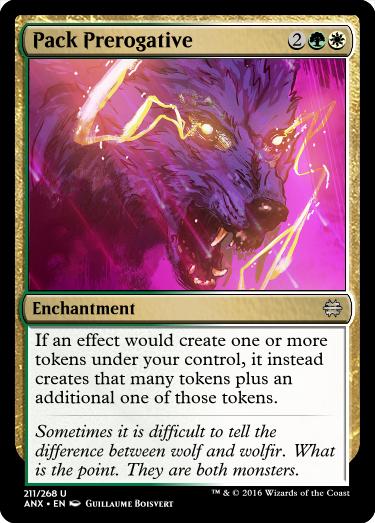 Pack Prerogative 2
Enchantment
If an effect would create one or more
tokens under your control, it instead
creates that many tokens plus an
additional one of those tokens.
Sometimes it is difficult to tell the
difference between wolf and wolfir. What
is the point. They are both monsters.
211/268 U
ANX • EN Guillaume Boisvert
™ & © 2016 Wizards of the Coast